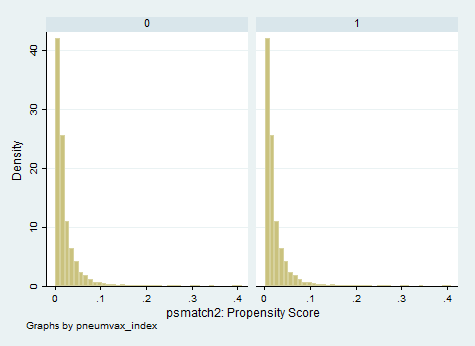 0 1
Density
0 10 20 30 40
0 .1 .2 .3 .4 0 .1 .2 .3 .4
psmatch2: Propensity Score
Graphs by pneumvax_index